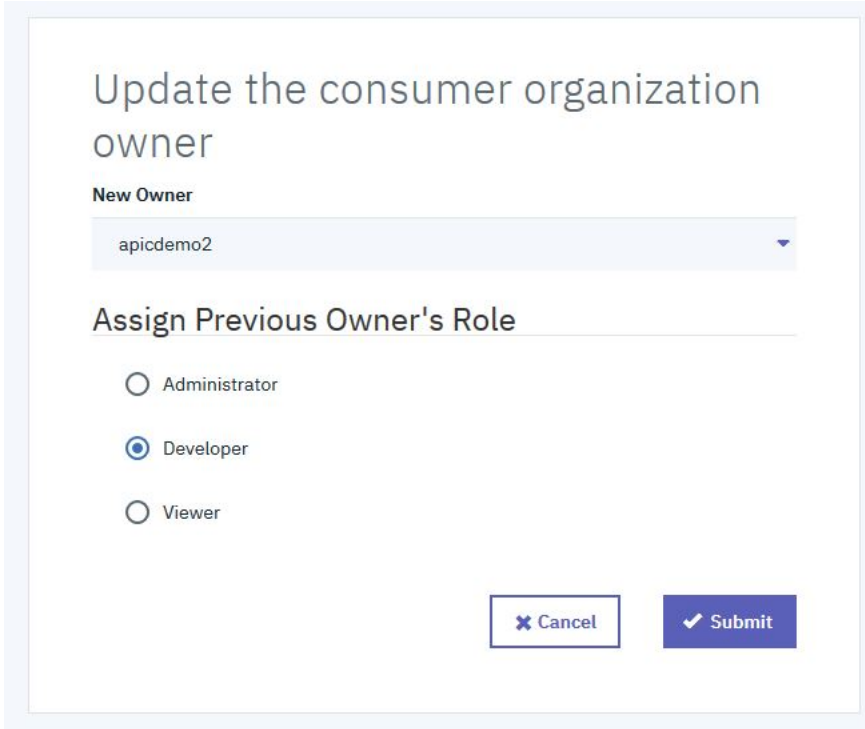 Update the consumer organization
owner
New Owner
apicdemo2
Assign Previous Owner's Role
Administrator
Developer
Viewer
Cancel
Submit